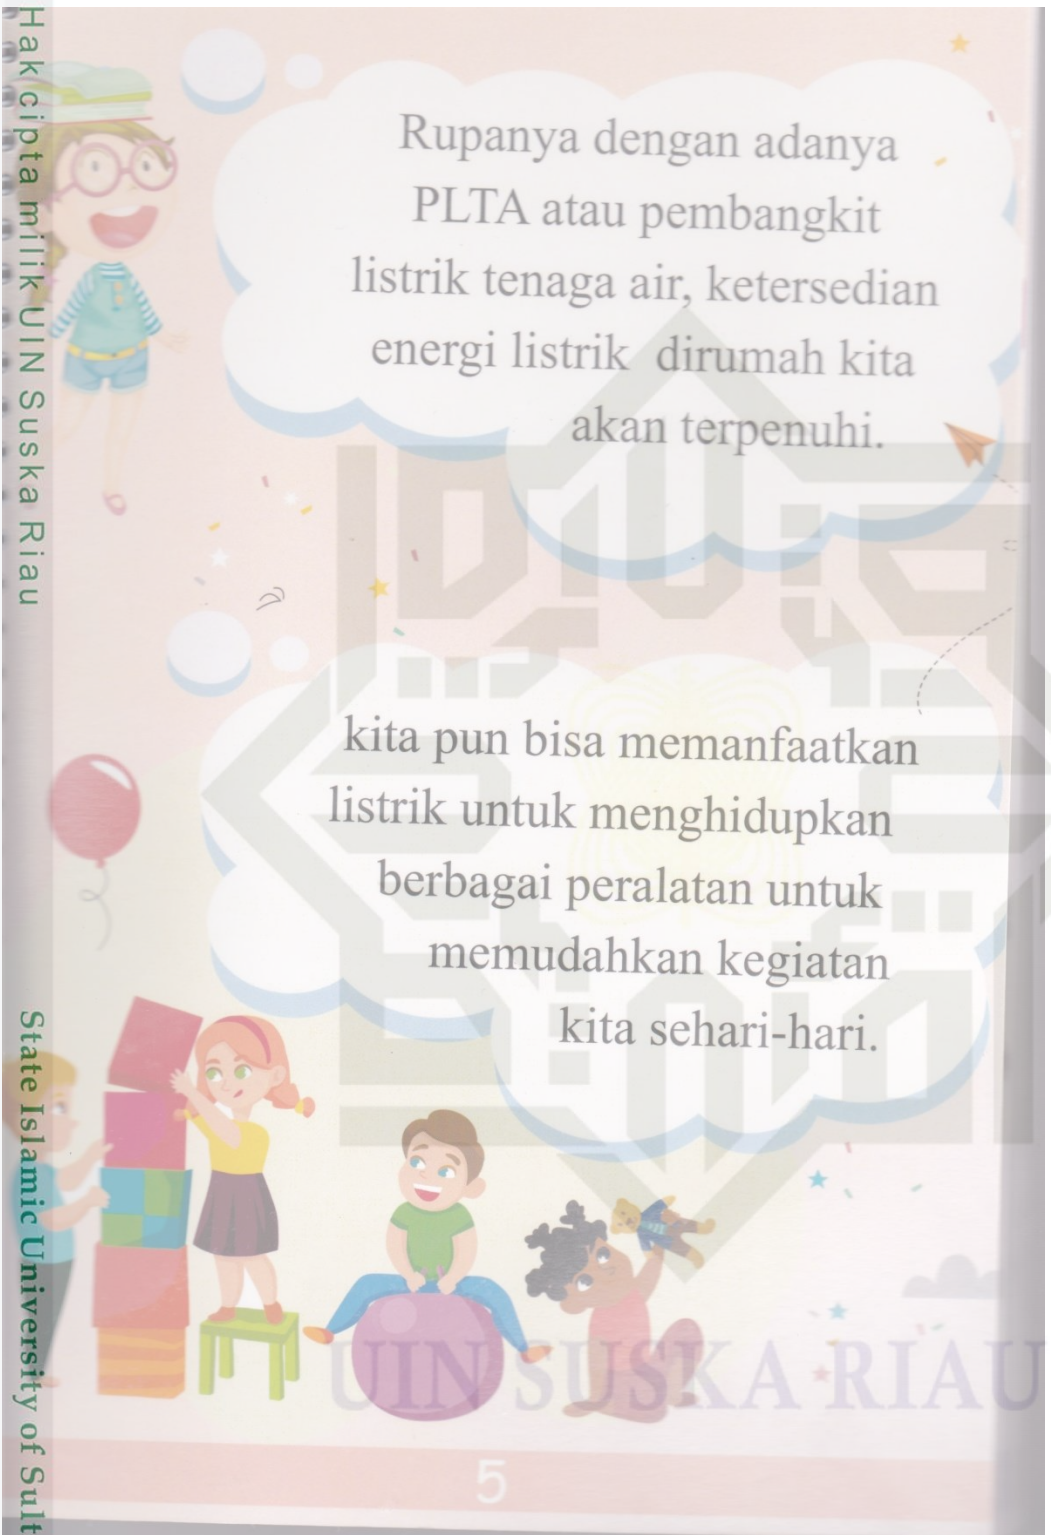 Rupanya dengan adanya
PLTA atau pembangkit
listrik tenaga air, ketersedian
energi listrik dirumah kita
akan terpenuhi.
kita pun bisa memanfaatkan
listrik untuk menghidupkan
berbagai peralatan untuk
memudahkan kegiatan
kita sehari-hari.
5
Hak cipta milik UIN Suska Riau
State Islamic University of Sult
UIN SUSKA RIAU